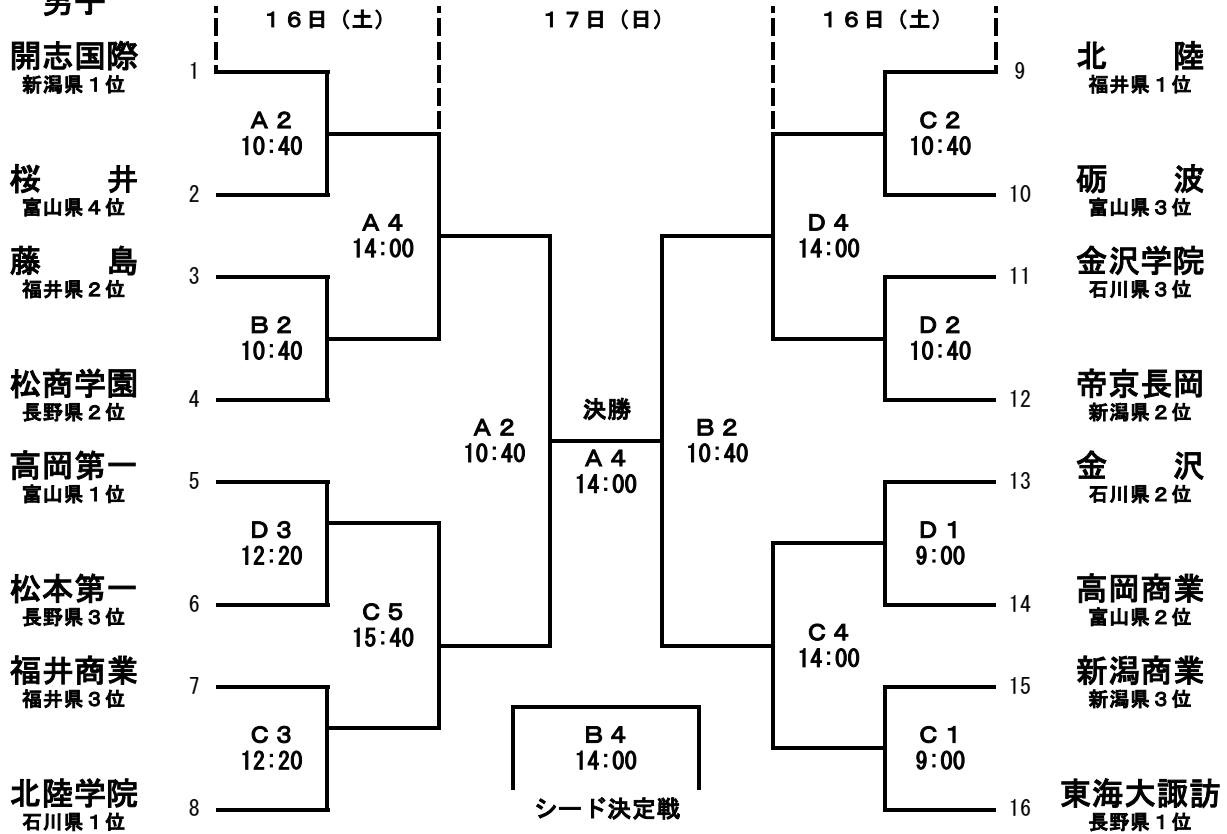 男子
１６日（土）
１７日（日）
１６日（土）
開志国際
新潟県１位
1
Ａ２
10:40
桜　井
富山県４位
2
Ａ４
14:00
藤　島
福井県２位
3
Ｂ２
10:40
松商学園
長野県２位
4
Ａ２
10:40
高岡第一
富山県１位
5
Ｄ３
12:20
松本第一
長野県３位
6
Ｃ５
15:40
福井商業
福井県３位
7
Ｃ３
12:20
北陸学院
石川県１位
8
決勝
Ａ４
14:00
Ｂ４
14:00
シード決定戦
9
北　陸
福井県１位
Ｃ２
10:40
10
砺　波
富山県３位
Ｄ４
14:00
11
金沢学院
石川県３位
Ｄ２
10:40
12
帝京長岡
新潟県２位
Ｂ２
10:40
13
金　沢
石川県２位
Ｄ１
9:00
14
高岡商業
富山県２位
Ｃ４
14:00
15
新潟商業
新潟県３位
Ｃ１
9:00
16
東海大諏訪
長野県１位